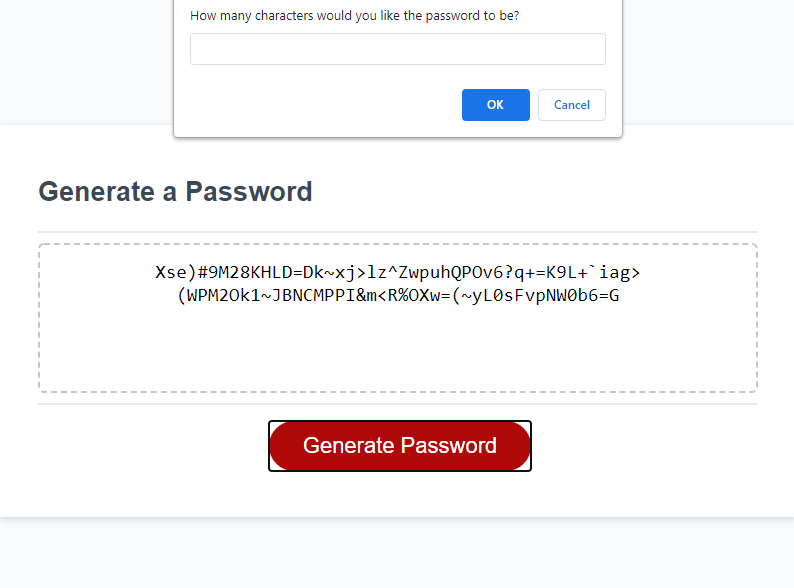 How many characters would you like the password to be?
OK
Cancel
Generate a Password
Xse)#9M28KHLD=Dk~xj>lz^ZwpuhQPOv6?q+=K9L+`iag>
(WPM2Ok1~JBNCMPPI&m<R%OXw=(~yL0sFvpNW0b6=G
Generate Password